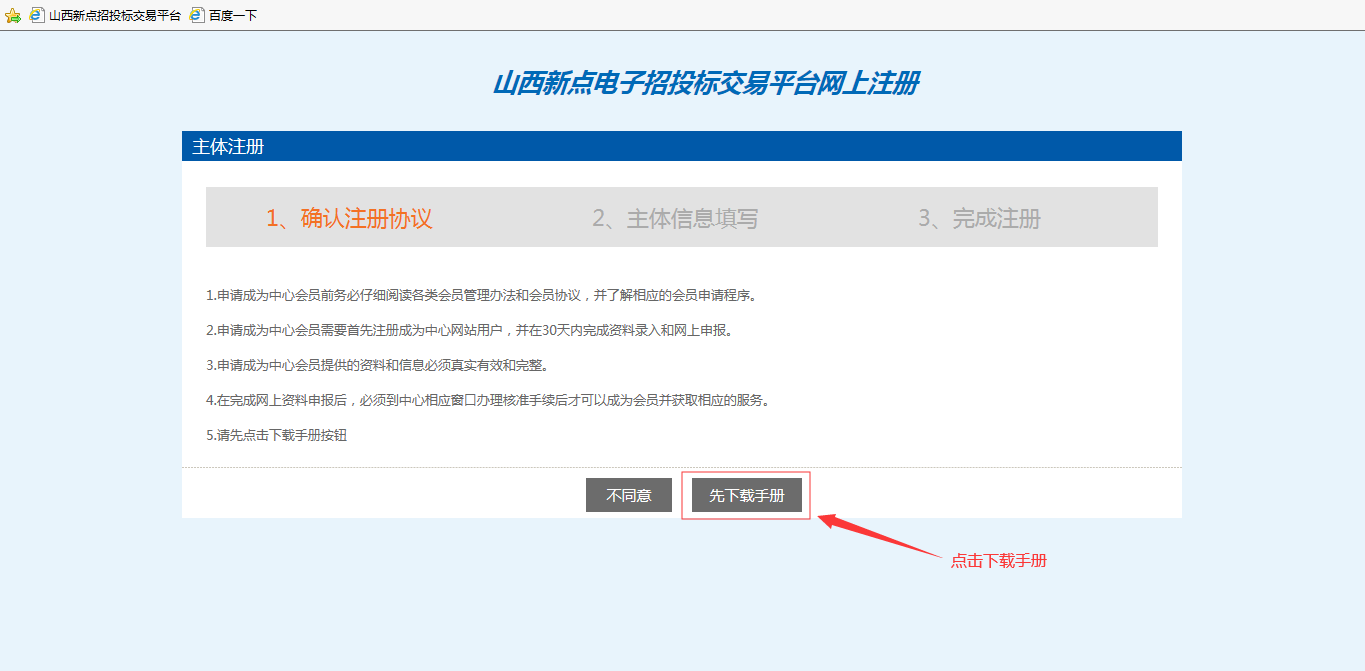 山西新点招投标交易平台 百度一下
山西新点电子招投标交易平台网上注册
主体注册
1、确认注册协议 2、主体信息填写 3、完成注册
1.申请成为中心会员前务必仔细阅读各类会员管理办法和会员协议，并了解相应的会员申请程序。
2.申请成为中心会员需要首先注册成为中心网站用户，并在30天内完成资料录入和网上申报。
3.申请成为中心会员提供的资料和信息必须真实有效和完整。
4.在完成网上资料申报后，必须到中心相应窗口办理核准手续后才可以成为会员并获取相应的服务。
5.请先点击下载手册按钮
不同意 先下载手册
点击下载手册